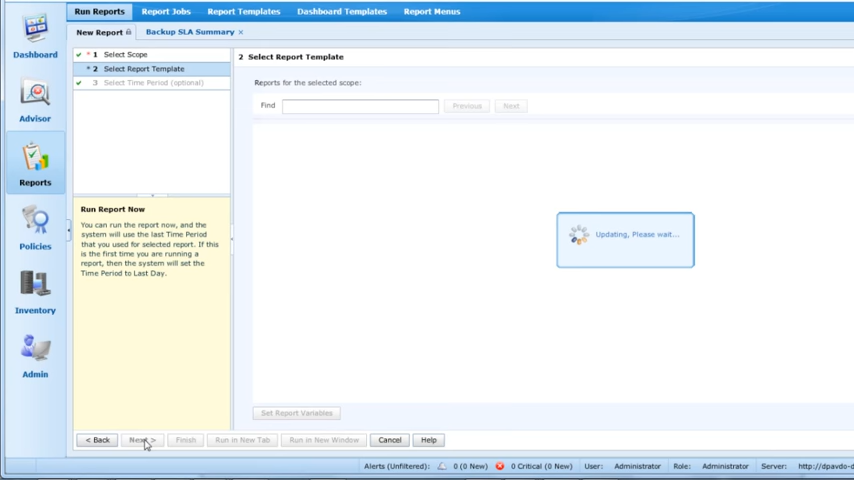 Run Reports Report Jobs Report Templates Dashboard Templates Report Menus
New Report Backup SLA Summary ×
Dashboard
Advisor
Reports
Policies
Inventory
Admin
* 1 Select Scope
* 2 Select Report Template
3 Select Time Period (optional)
Run Report Now
You can run the report now, and the
system will use the last Time Period
that you used for selected report. If this
is the first time you are running a
report, then the system will set the
Time Period to Last Day.
2 Select Report Template
Reports for the selected scope:
Find Previous Next
Updating, Please wait...
Set Report Variables
< Back Next > Finish Run in New Tab Run in New Window Cancel Help
Alerts (Unfiltered): 0 (0 New) 0 Critical (0 New) User: Administrator Role: Administrator Server: http://dpavdo-d